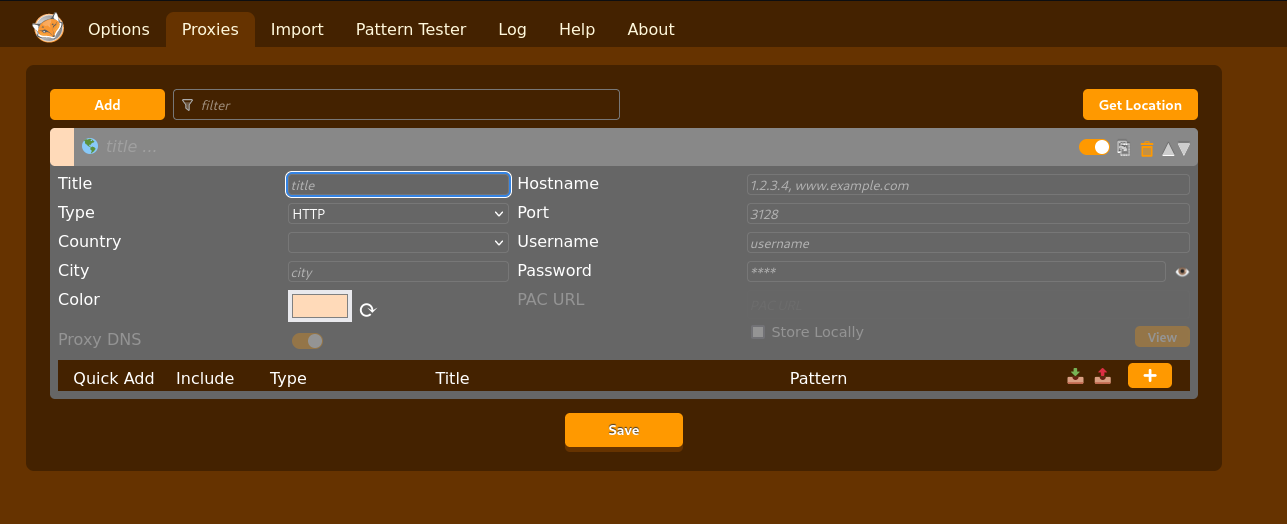 Options Proxies Import Pattern Tester Log Help About
Add filter Get Location
title ...
Title title Hostname 1.2.3.4, www.example.com
Type HTTP Port 3128
Country Username username
City city Password ****
Color PAC URL
Proxy DNS Store Locally View
Quick Add Include Type Title Pattern
Save